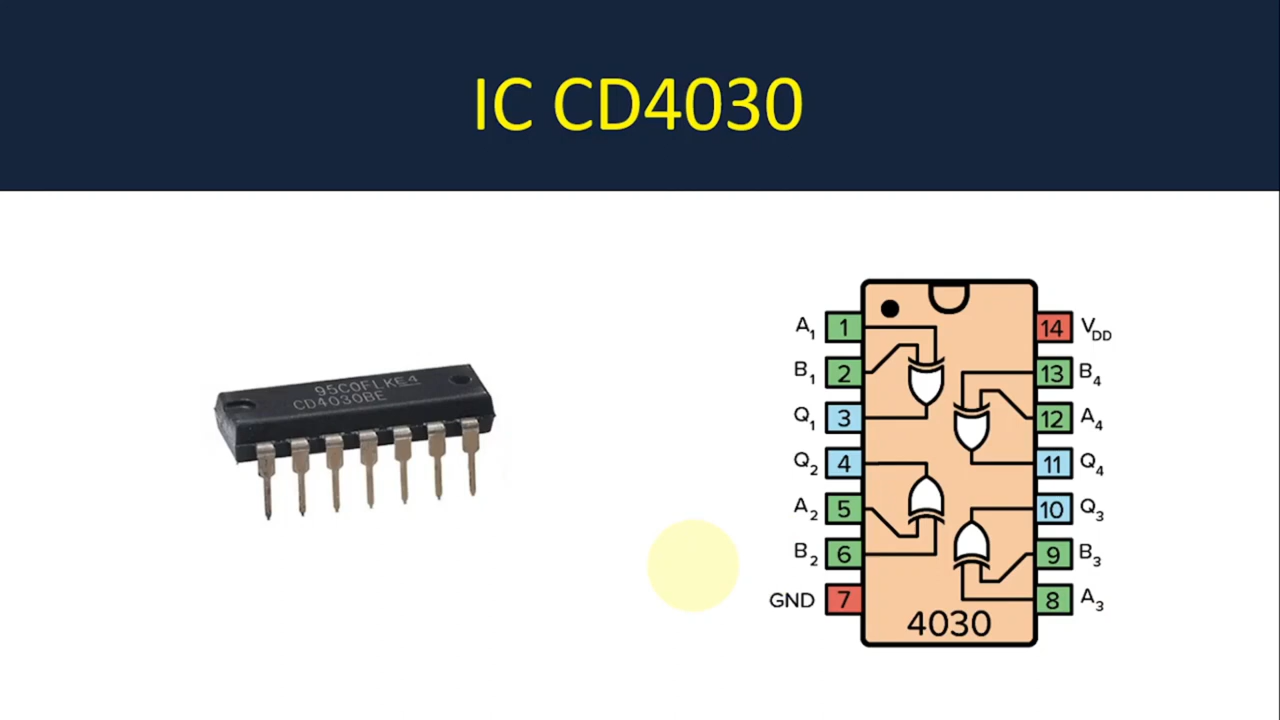 IC CD4030
95C0FLKE4
CD4030BE
A1 1
B1 2
Q1 3
Q2 4
A2 5
B2 6
GND 7
14 VDD
13 B4
12 A4
11 Q4
10 Q3
9 B3
8 A3
4030